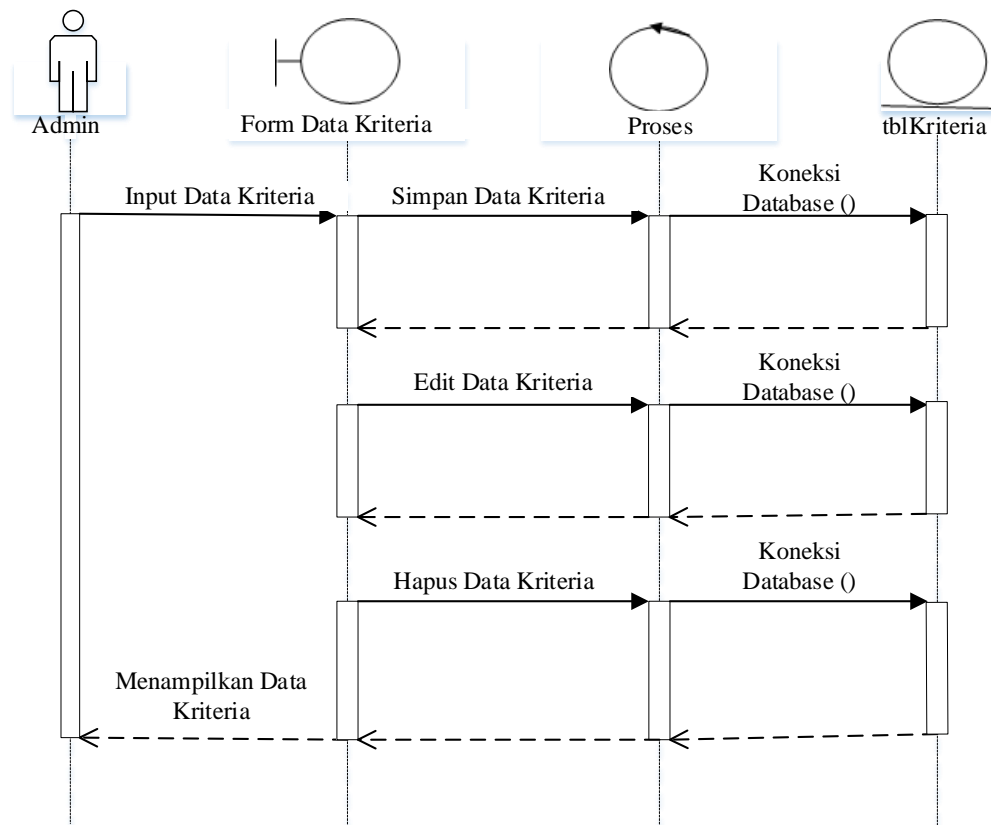 Admin
Form Data Kriteria
Proses
tblKriteria
Input Data Kriteria
Simpan Data Kriteria
Koneksi
Database ()
Edit Data Kriteria
Koneksi
Database ()
Hapus Data Kriteria
Koneksi
Database ()
Menampilkan Data
Kriteria